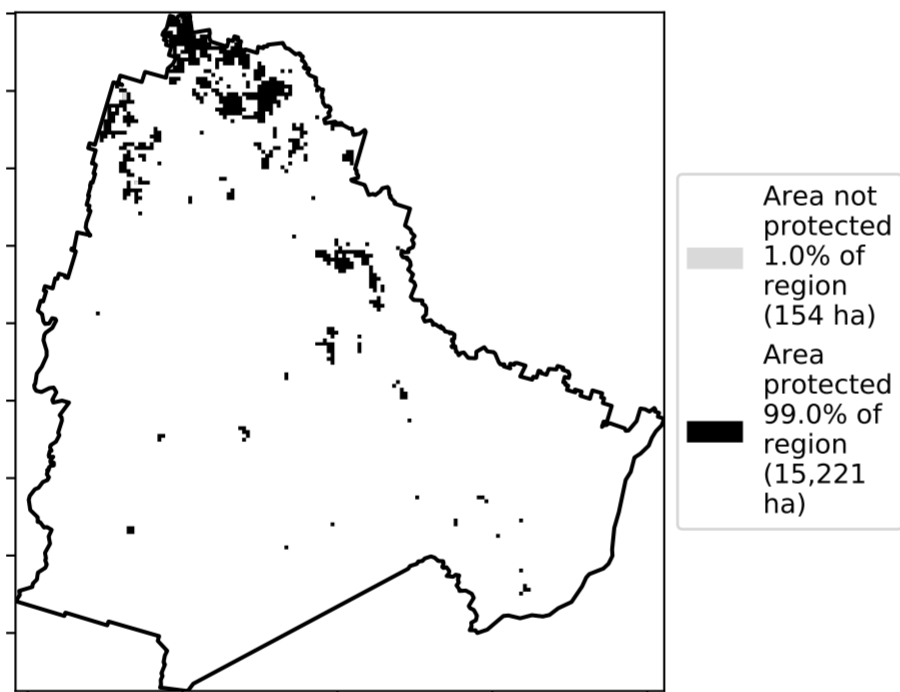 Area not
protected
1.0% of
region
(154 ha)
Area
protected
99.0% of
region
(15,221
ha)